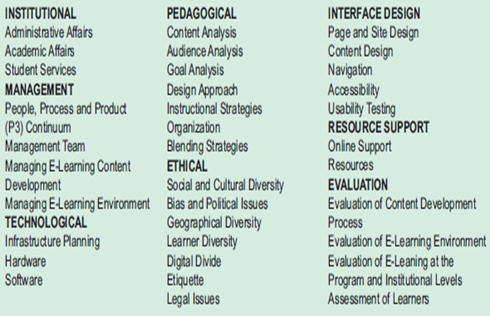 INSTITUTIONAL
Administrative Affairs
Academic Affairs
Student Services
MANAGEMENT
People, Process and Product
(P3) Continuum
Management Team
Managing E-Learning Content
Development
Managing E-Learning Environment
TECHNOLOGICAL
Infrastructure Planning
Hardware
Software
PEDAGOGICAL
Content Analysis
Audience Analysis
Goal Analysis
Design Approach
Instructional Strategies
Organization
Blending Strategies
ETHICAL
Social and Cultural Diversity
Bias and Political Issues
Geographical Diversity
Learner Diversity
Digital Divide
Etiquette
Legal Issues
INTERFACE DESIGN
Page and Site Design
Content Design
Navigation
Accessibility
Usability Testing
RESOURCE SUPPORT
Online Support
Resources
EVALUATION
Evaluation of Content Development
Process
Evaluation of E-Learning Environment
Evaluation of E-Leaning at the
Program and Institutional Levels
Assessment of Learners